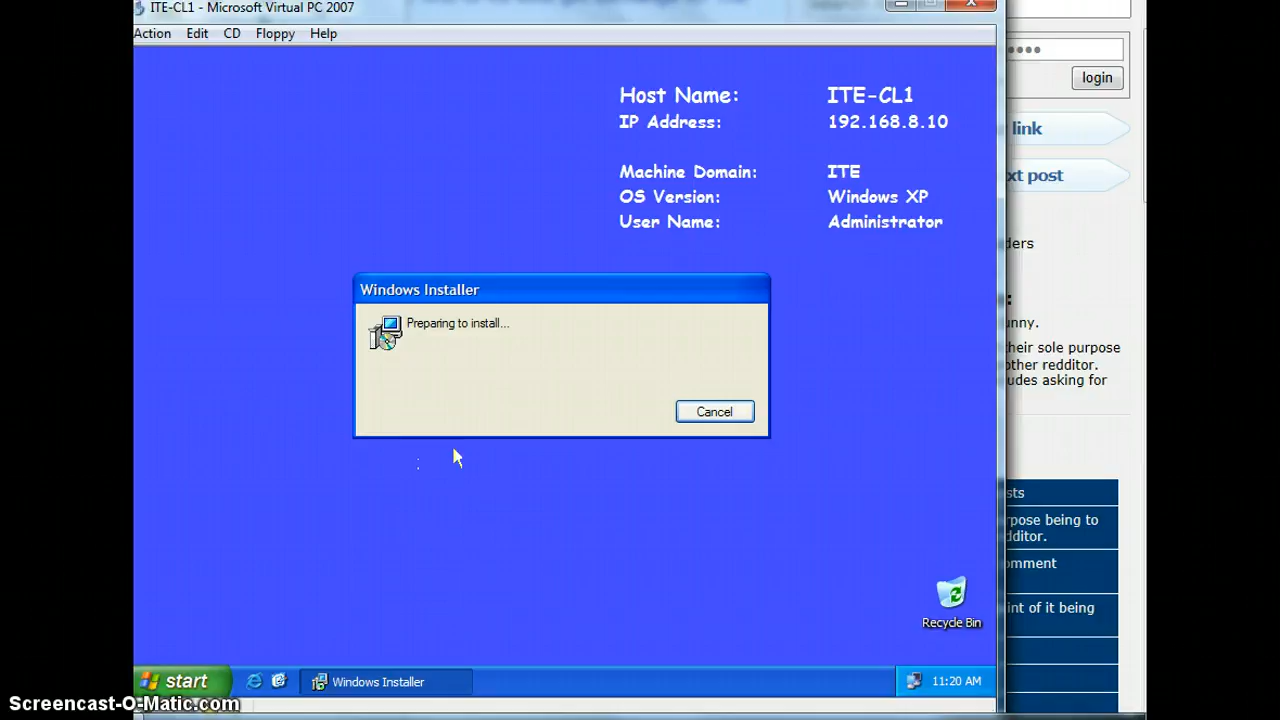 ITE-CL1 - Microsoft Virtual PC 2007
Action Edit CD Floppy Help
Host Name: ITE-CL1
IP Address: 192.168.8.10
Machine Domain: ITE
OS Version: Windows XP
User Name: Administrator
Windows Installer
Preparing to install...
Cancel
Recycle Bin
start
Windows Installer
11:20 AM
login
link
xt post
ders
:
unny.
heir sole purpose
other redditor.
udes asking for
sts
rpose being to
dditor.
omment
int of it being
Screencast-O-Matic.com